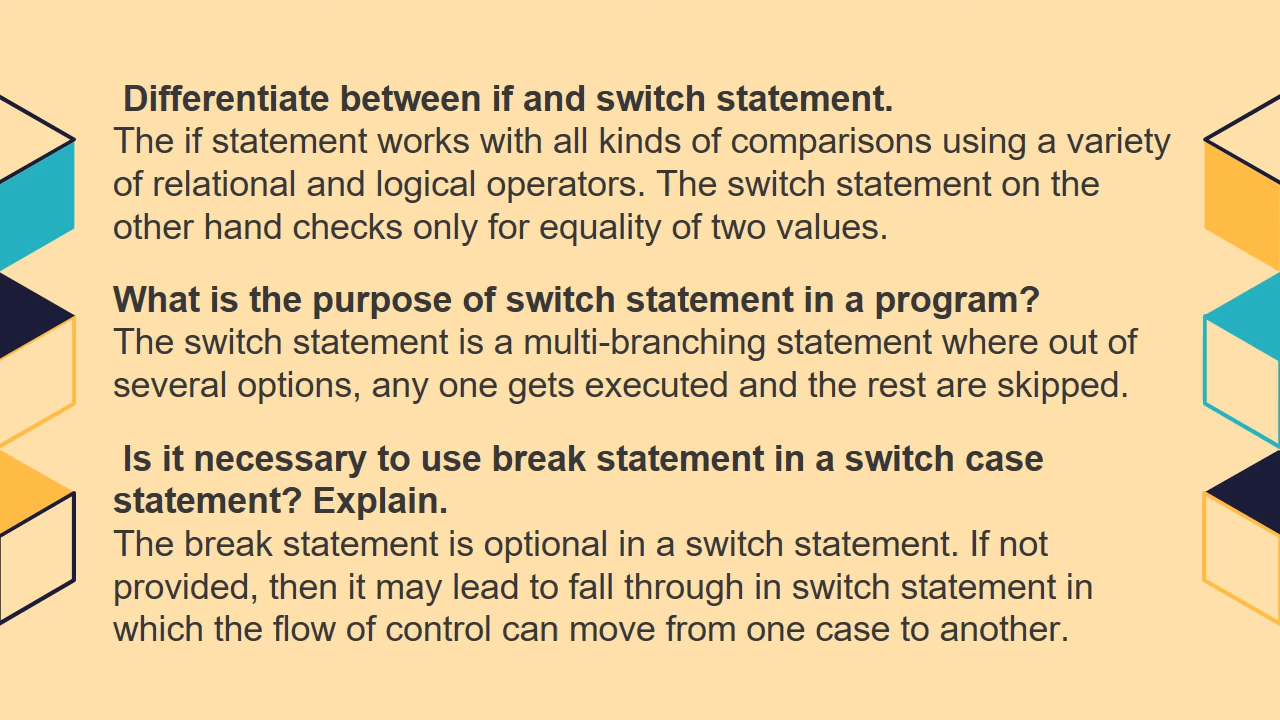 Differentiate between if and switch statement.
The if statement works with all kinds of comparisons using a variety
of relational and logical operators. The switch statement on the
other hand checks only for equality of two values.
What is the purpose of switch statement in a program?
The switch statement is a multi-branching statement where out of
several options, any one gets executed and the rest are skipped.
Is it necessary to use break statement in a switch case
statement? Explain.
The break statement is optional in a switch statement. If not
provided, then it may lead to fall through in switch statement in
which the flow of control can move from one case to another.